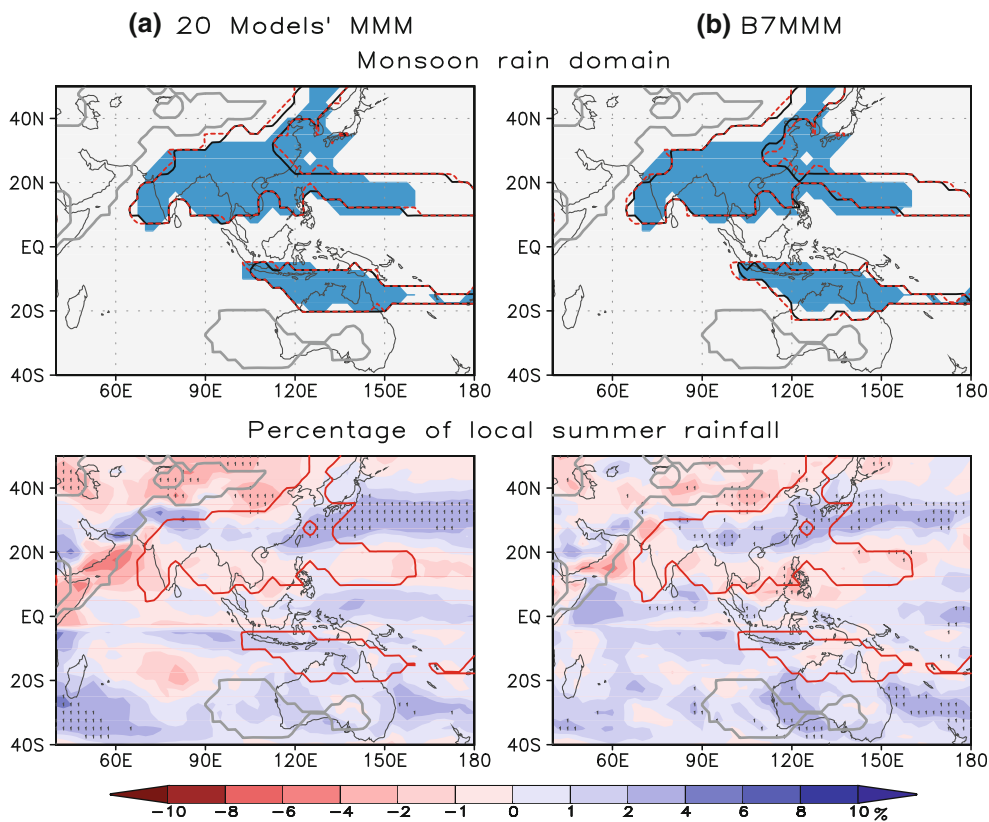 (a) 20 Models' MMM
(b) B7MMM
Monsoon rain domain
40N
20N
EQ
20S
40S
60E 90E 120E 150E 180
40N
20N
EQ
20S
40S
60E 90E 120E 150E 180
Percentage of local summer rainfall
40N
20N
EQ
20S
40S
60E 90E 120E 150E 180
40N
20N
EQ
20S
40S
60E 90E 120E 150E 180
-10 -8 -6 -4 -2 -1 0 1 2 4 6 8 10 %